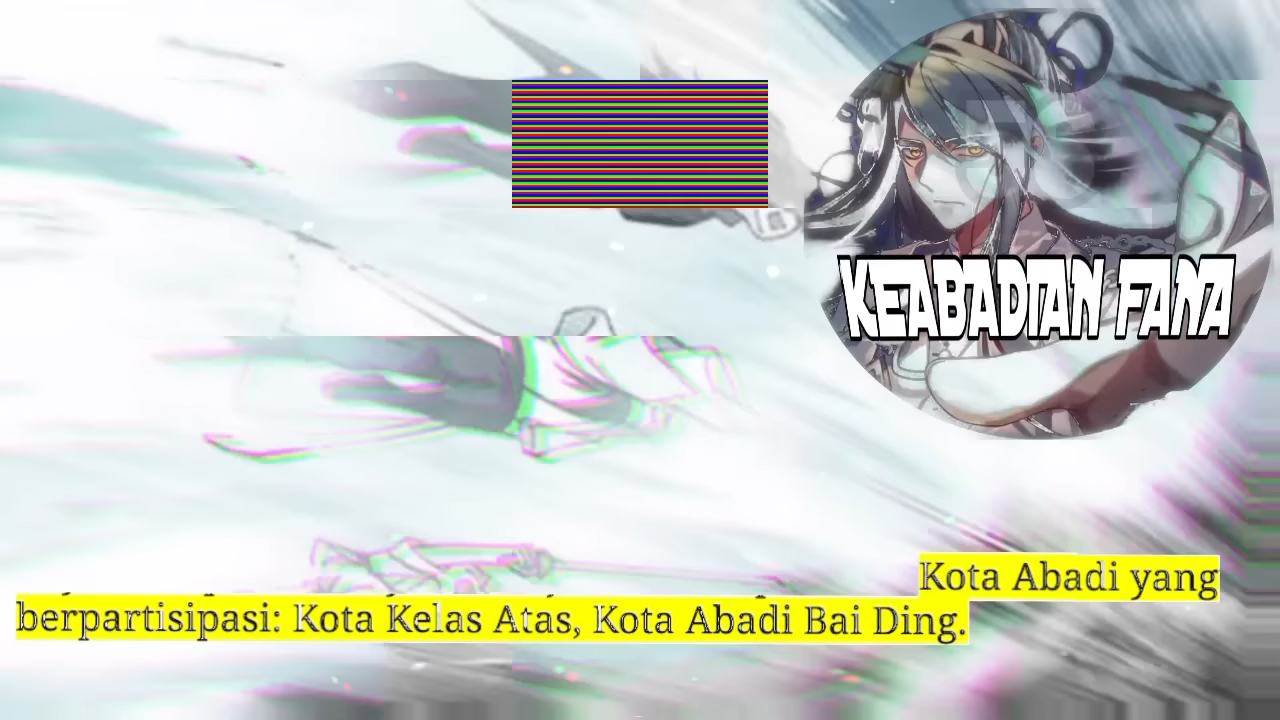 KEABADIAN FANA
Kota Abadi yang
berpartisipasi: Kota Kelas Atas, Kota Abadi Bai Ding.